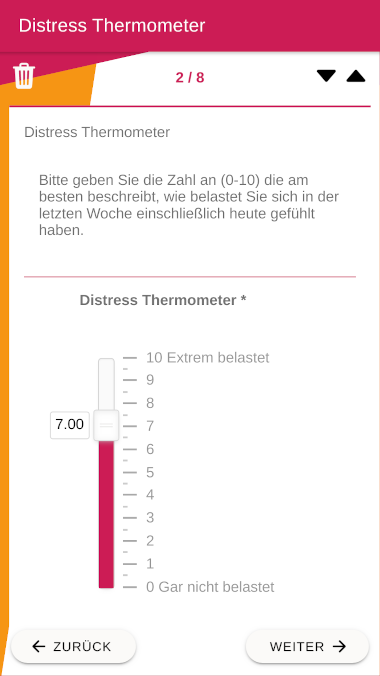 Distress Thermometer
2 / 8
Distress Thermometer
Bitte geben Sie die Zahl an (0-10) die am
besten beschreibt, wie belastet Sie sich in der
letzten Woche einschließlich heute gefühlt
haben.
Distress Thermometer *
10 Extrem belastet
9
8
7.00
7
6
5
4
3
2
1
0 Gar nicht belastet
ZURÜCK
WEITER